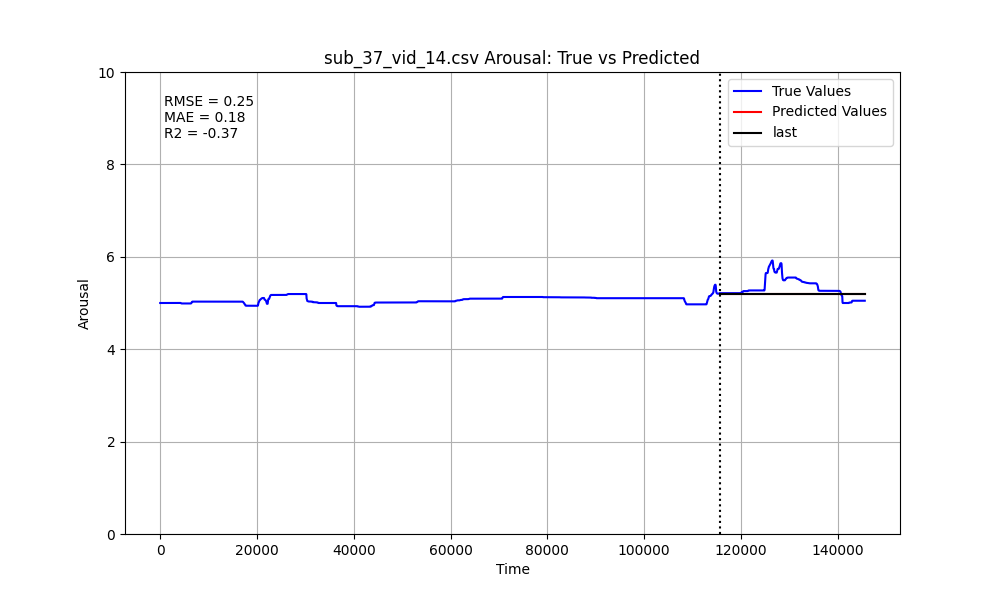 sub_37_vid_14.csv Arousal: True vs Predicted
RMSE = 0.25
MAE = 0.18
R2 = -0.37
True Values
Predicted Values
last
10
8
6
4
2
0
Arousal
0 20000 40000 60000 80000 100000 120000 140000
Time